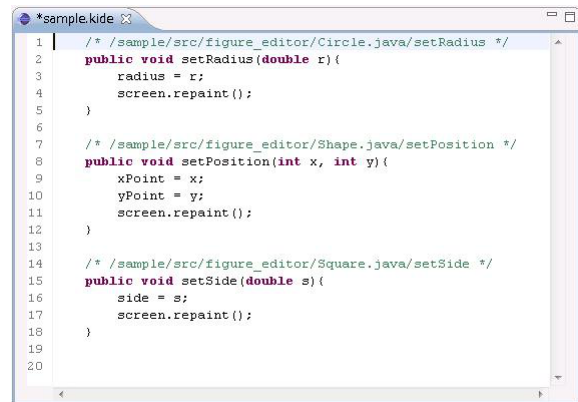 *sample.kide
1 /* /sample/src/figure_editor/Circle.java/setRadius */
2 public void setRadius(double r){
3 radius = r;
4 screen.repaint();
5 }
6
7 /* /sample/src/figure_editor/Shape.java/setPosition */
8 public void setPosition(int x, int y){
9 xPoint = x;
10 yPoint = y;
11 screen.repaint();
12 }
13
14 /* /sample/src/figure_editor/Square.java/setSide */
15 public void setSide(double s){
16 side = s;
17 screen.repaint();
18 }
19
20